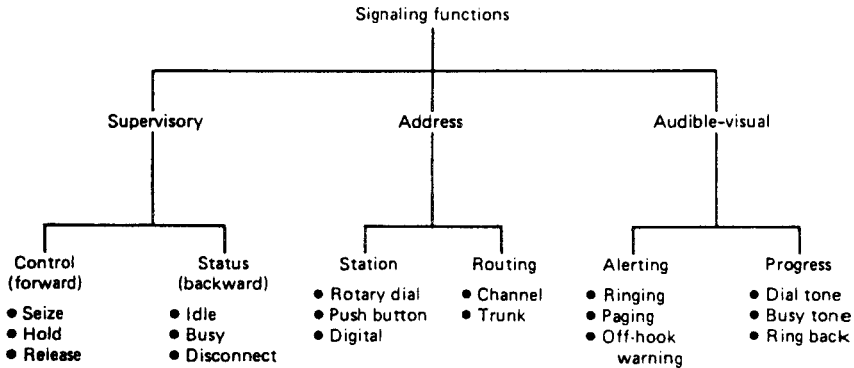 Signaling functions
Supervisory
Address
Audible-visual
Control
(forward)
● Seize
● Hold
● Release
Status
(backward)
● Idle
● Busy
● Disconnect
Station
● Rotary dial
● Push button
● Digital
Routing
● Channel
● Trunk
Alerting
● Ringing
● Paging
● Off-hook
warning
Progress
● Dial tone
● Busy tone
● Ring back